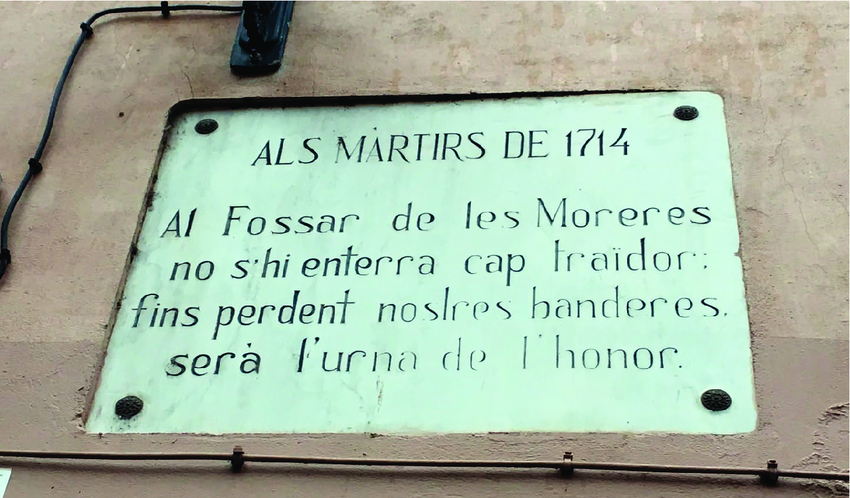 ALS MÀRTIRS DE 1714
Al Fossar de les Moreres
no s'hi enterra cap traïdor:
fins perdent nostres banderes,
serà l'urna de l'honor.